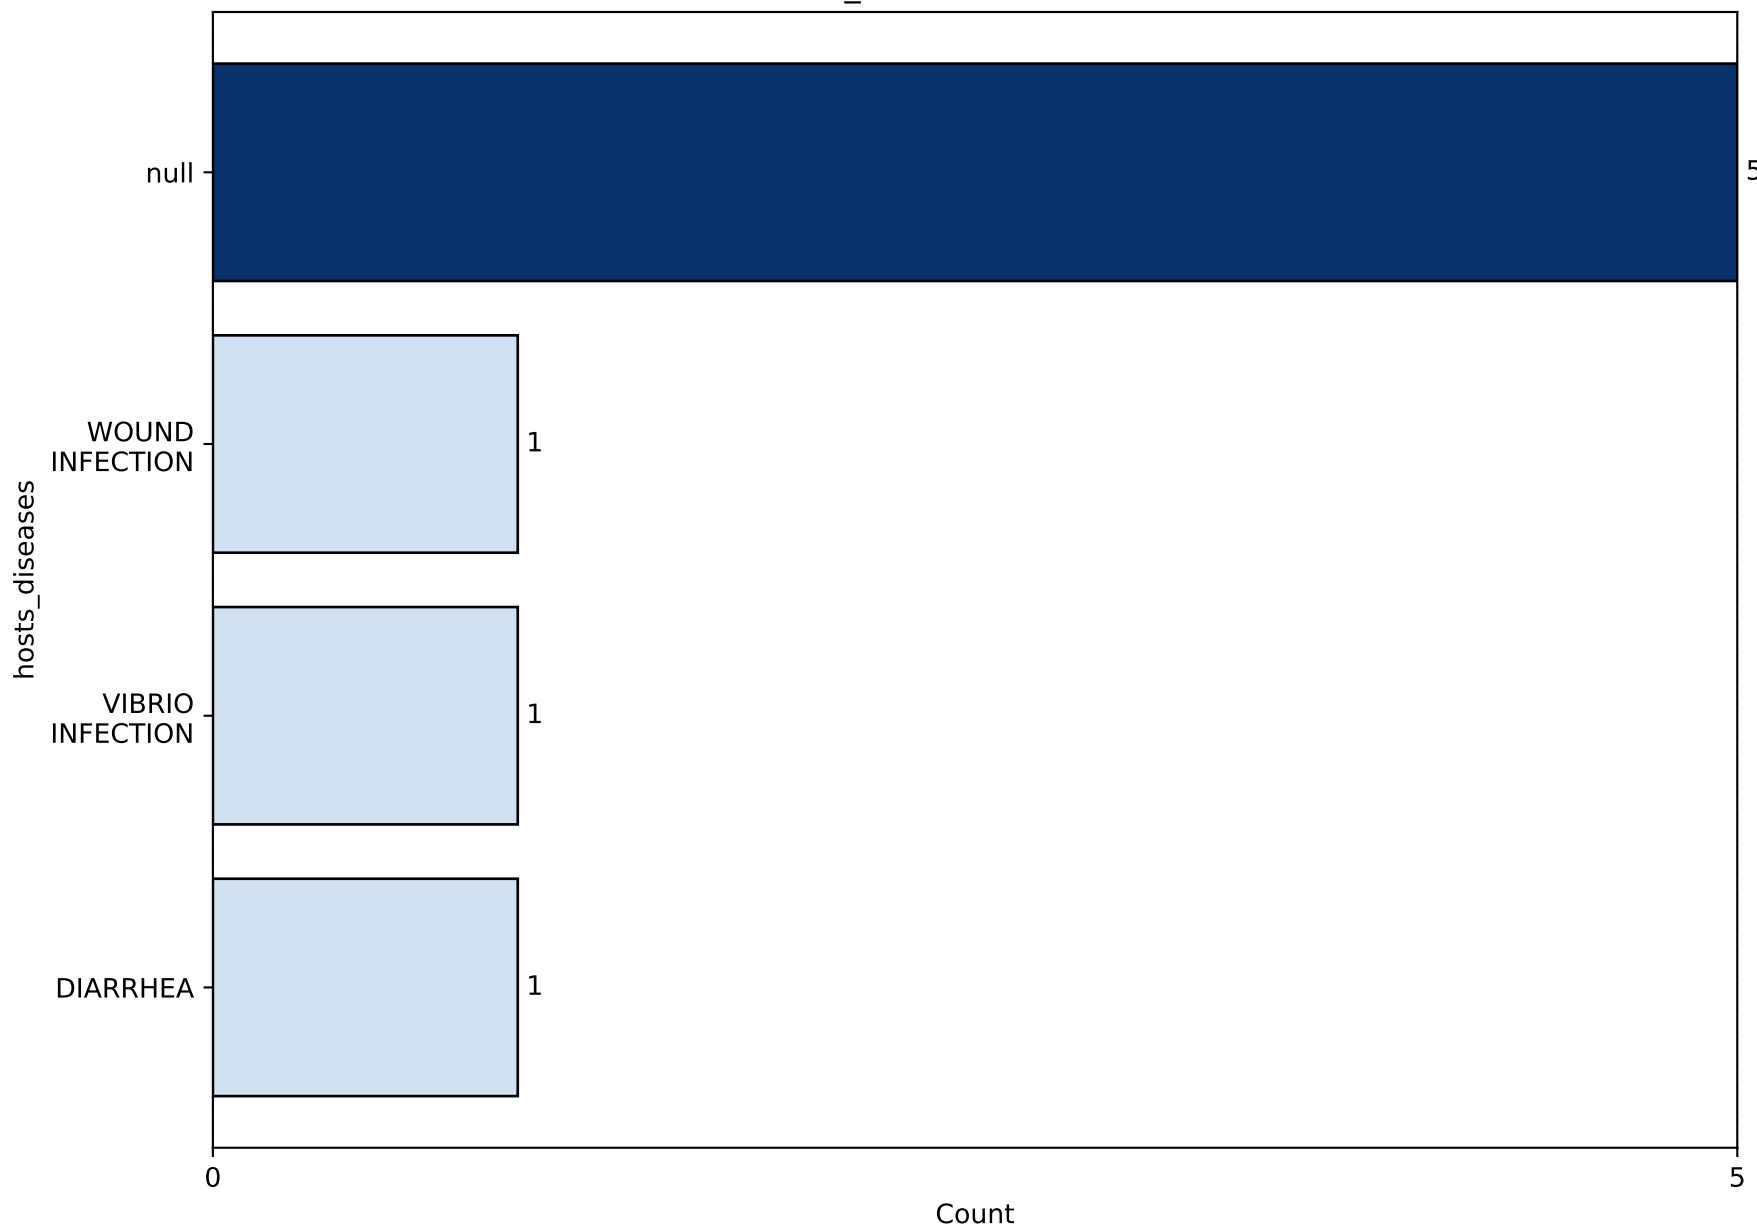 null
5
WOUND
INFECTION
1
VIBRIO
INFECTION
1
DIARRHEA
1
hosts_diseases
0
5
Count